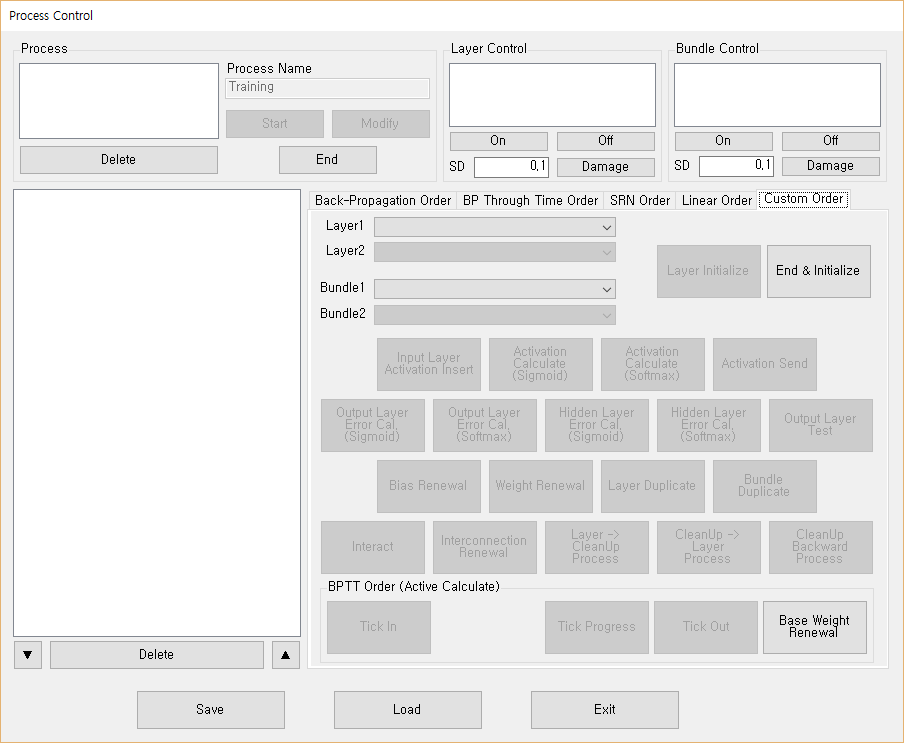 Process Control
Process
Process Name
Training
Start
Modify
Delete
End
Layer Control
On
Off
SD
0.1
Damage
Bundle Control
On
Off
SD
0.1
Damage
▼
Delete
▲
Back-Propagation Order
BP Through Time Order
SRN Order
Linear Order
Custom Order
Layer1
Layer2
Bundle1
Bundle2
Layer Initialize
End & Initialize
Input Layer
Activation Insert
Activation
Calculate
(Sigmoid)
Activation
Calculate
(Softmax)
Activation Send
Output Layer
Error Cal.
(Sigmoid)
Output Layer
Error Cal.
(Softmax)
Hidden Layer
Error Cal.
(Sigmoid)
Hidden Layer
Error Cal.
(Softmax)
Output Layer
Test
Bias Renewal
Weight Renewal
Layer Duplicate
Bundle
Duplicate
Interact
Interconnection
Renewal
Layer ->
CleanUp
Process
CleanUp ->
Layer
Process
CleanUp
Backward
Process
BPTT Order (Active Calculate)
Tick In
Tick Progress
Tick Out
Base Weight
Renewal
Save
Load
Exit